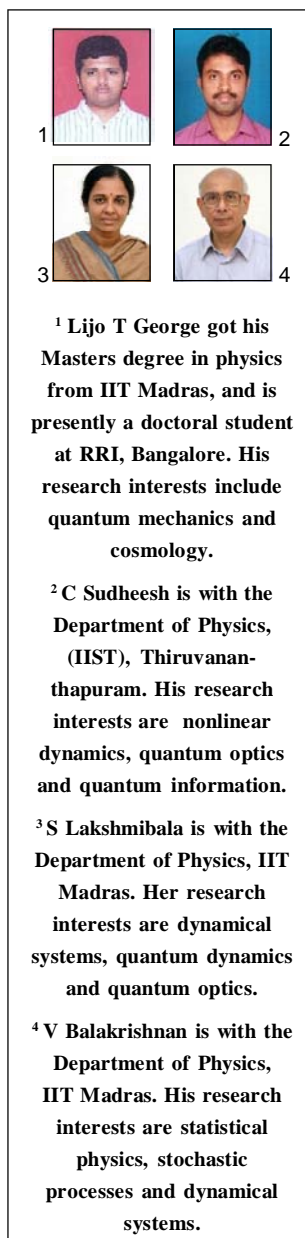 1
2
3
4
1 Lijo T George got his
Masters degree in physics
from IIT Madras, and is
presently a doctoral student
at RRI, Bangalore. His
research interests include
quantum mechanics and
cosmology.
2 C Sudheesh is with the
Department of Physics,
(IIST), Thiruvanan-
thapuram. His research
interests are nonlinear
dynamics, quantum optics
and quantum information.
3 S Lakshmibala is with the
Department of Physics, IIT
Madras. Her research
interests are dynamical
systems, quantum dynamics
and quantum optics.
4 V Balakrishnan is with the
Department of Physics,
IIT Madras. His research
interests are statistical
physics, stochastic
processes and dynamical
systems.